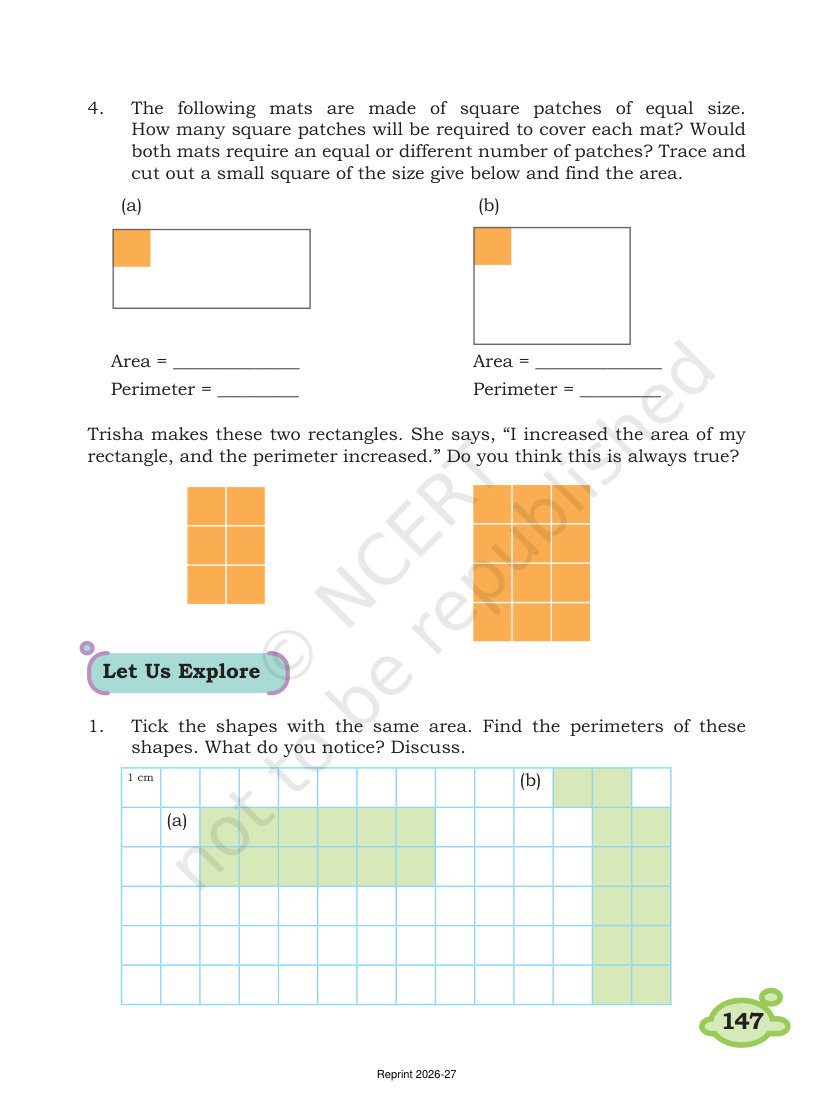 4. The following mats are made of square patches of equal size.
How many square patches will be required to cover each mat? Would
both mats require an equal or different number of patches? Trace and
cut out a small square of the size give below and find the area.
(a) (b)
Area = ______________ Area = ______________
Perimeter = _________ Perimeter = _________
Trisha makes these two rectangles. She says, “I increased the area of my
rectangle, and the perimeter increased.” Do you think this is always true?
© NCERT
not to be republished
Let Us Explore
1. Tick the shapes with the same area. Find the perimeters of these
shapes. What do you notice? Discuss.
1 cm (b)
(a)
147
Reprint 2026-27